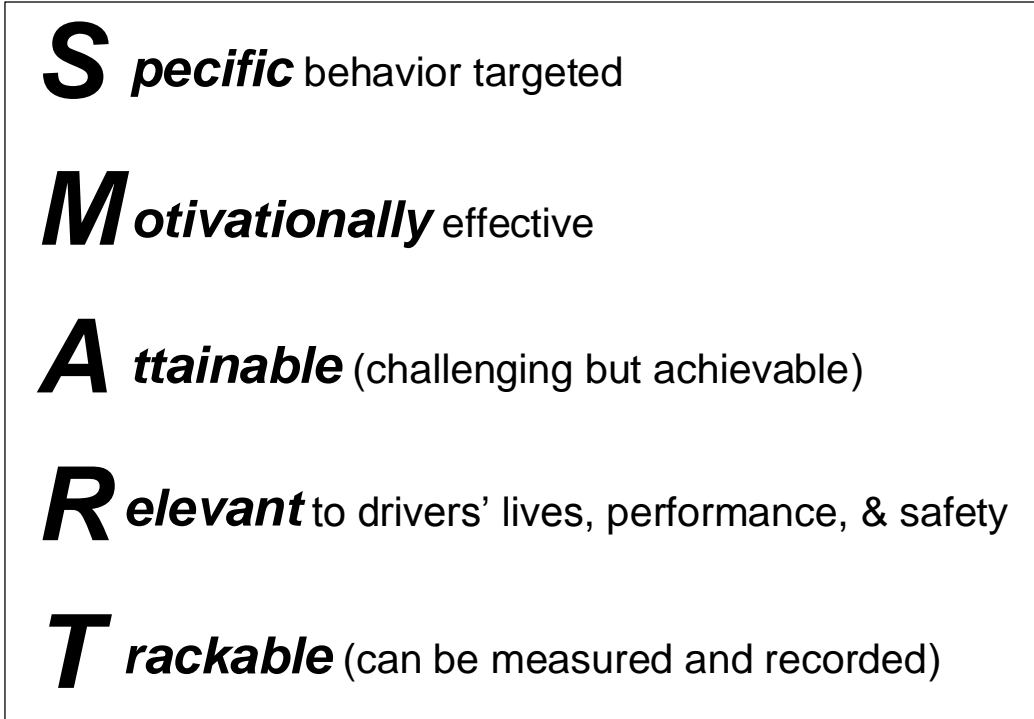 Specific behavior targeted
Motivationally effective
Attainable (challenging but achievable)
Relevant to drivers’ lives, performance, & safety
Trackable (can be measured and recorded)